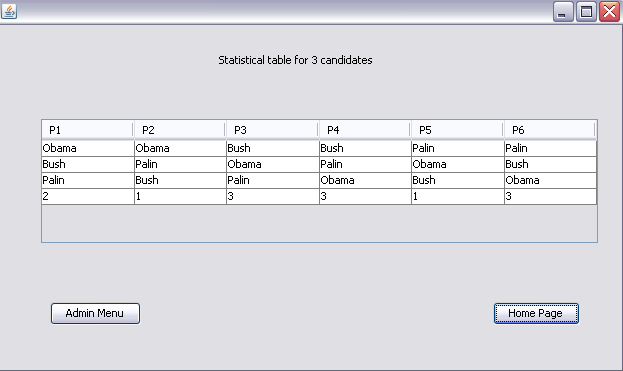 Statistical table for 3 candidates
P1 P2 P3 P4 P5 P6
Obama Obama Bush Bush Palin Palin
Bush Palin Obama Palin Obama Bush
Palin Bush Palin Obama Bush Obama
2 1 3 3 1 3
Admin Menu Home Page